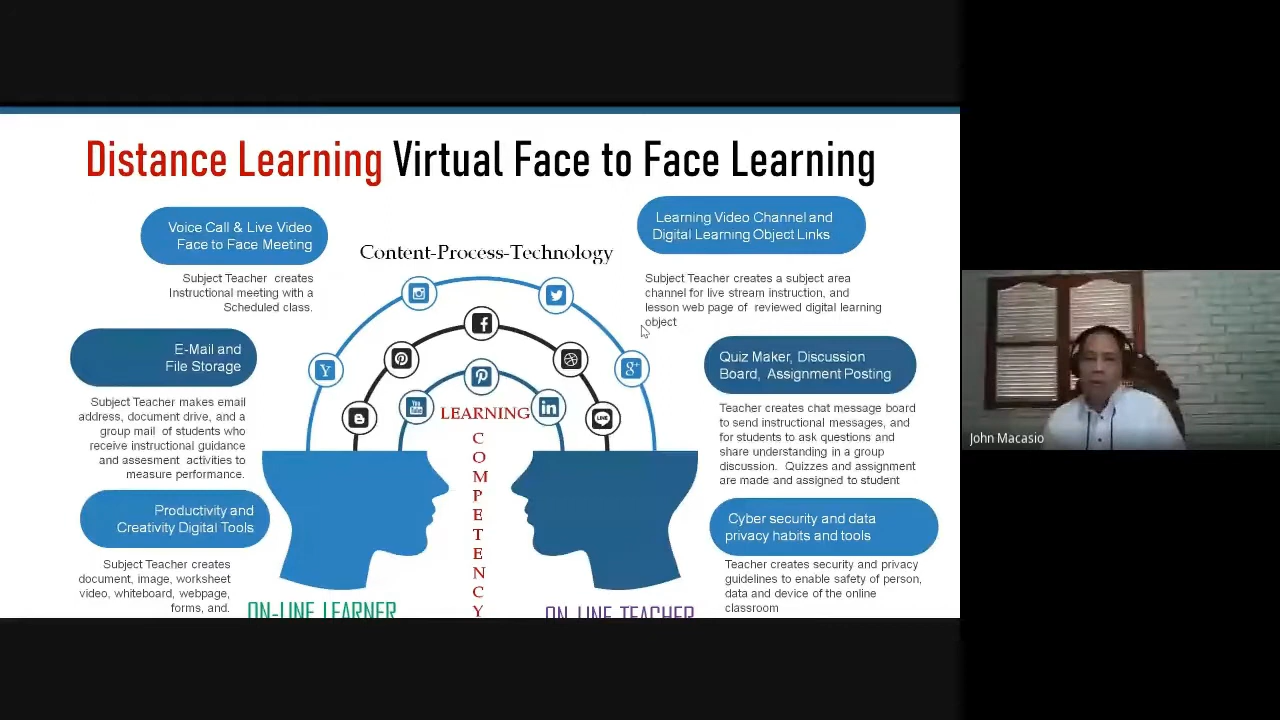 Distance Learning Virtual Face to Face Learning
Voice Call & Live Video
Face to Face Meeting
Subject Teacher creates
Instructional meeting with a
Scheduled class.
E-Mail and
File Storage
Subject Teacher makes email
address, document drive, and a
group mail of students who
receive instructional guidance
and assesment activities to
measure performance.
Productivity and
Creativity Digital Tools
Subject Teacher creates
document, image, worksheet
video, whiteboard, webpage,
forms, and.
Content-Process-Technology
Y
g+
You
Tube
in
LINE
LEARNING
C
O
M
P
E
T
E
N
C
Y
ON-LINE LEARNER
ON-LINE TEACHER
Learning Video Channel and
Digital Learning Object Links
Subject Teacher creates a subject area
channel for live stream instruction, and
lesson web page of reviewed digital learning
object
Quiz Maker, Discussion
Board, Assignment Posting
Teacher creates chat message board
to send instructional messages, and
for students to ask questions and
share understanding in a group
discussion. Quizzes and assignment
are made and assigned to student
Cyber security and data
privacy habits and tools
Teacher creates security and privacy
guidelines to enable safety of person,
data and device of the online
classroom
John Macasio